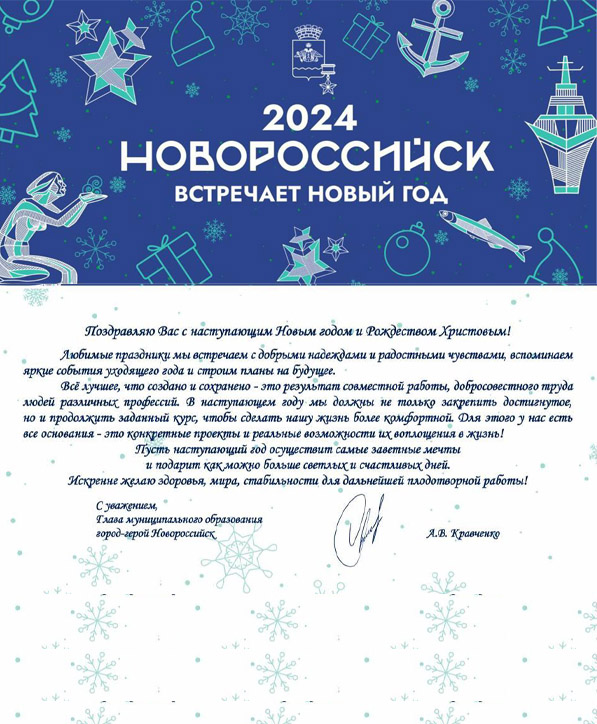 2024
НОВОРОССИЙСК
ВСТРЕЧАЕТ НОВЫЙ ГОД
Поздравляю Вас с наступающим Новым годом и Рождеством Христовым!
Любимые праздники мы встречаем с добрыми надеждами и радостными чувствами, вспоминаем
яркие события уходящего года и строим планы на будущее.
Всё лучшее, что создано и сохранено - это результат совместной работы, добросовестного труда
людей различных профессий. В наступающем году мы должны не только закрепить достигнутое,
но и продолжить заданный курс, чтобы сделать нашу жизнь более комфортной. Для этого у нас есть
все основания - это конкретные проекты и реальные возможности их воплощения в жизнь!
Пусть наступающий год осуществит самые заветные мечты
и подарит как можно больше светлых и счастливых дней.
Искренне желаю здоровья, мира, стабильности для дальнейшей плодотворной работы!
С уважением,
Глава муниципального образования
город-герой Новороссийск
А.В. Кравченко